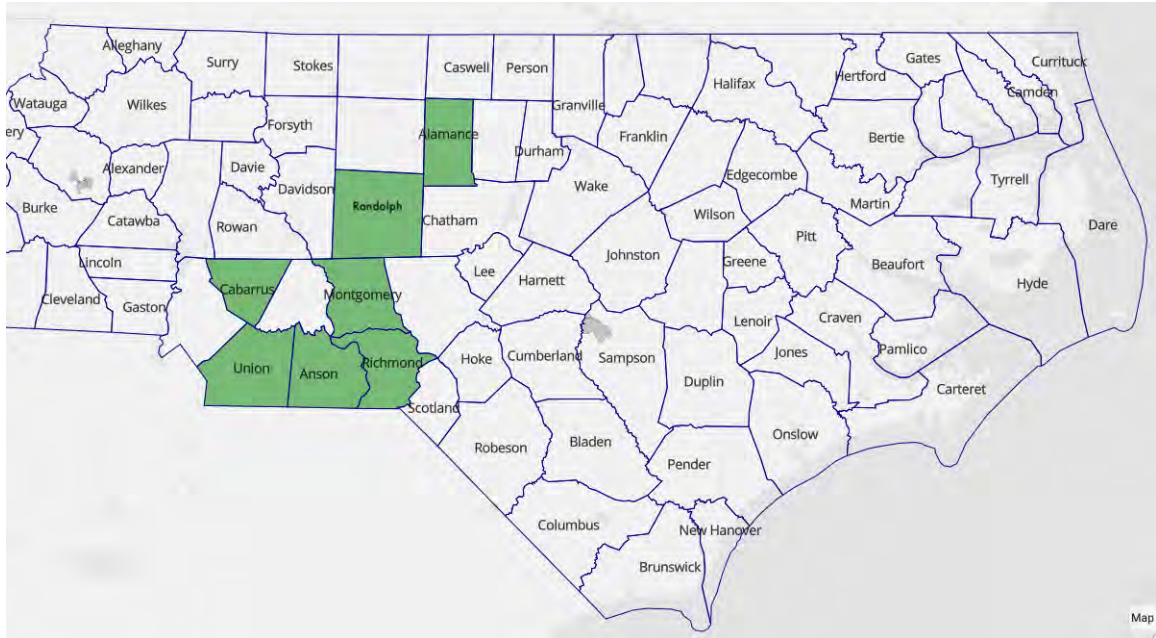 Alleghany
Surry
Stokes
Caswell
Person
Gates
Currituck
Hertford
Halifax
Camden
Watauga
Wilkes
Granville
ery
Forsyth
Alamance
Franklin
Bertie
Durham
Alexander
Davie
Edgecombe
Tyrrell
Davidson
Wake
Burke
Randolph
Martin
Catawba
Rowan
Chatham
Wilson
Dare
Pitt
Lincoln
Johnston
Greene
Beaufort
Lee
Harnett
Hyde
Cleveland
Gaston
Cabarrus
Montgomery
Lenoir
Craven
Union
Anson
Richmond
Hoke
Cumberland
Sampson
Jones
Pamlico
Duplin
Carteret
Scotland
Robeson
Bladen
Onslow
Pender
Columbus
New Hanover
Brunswick
Map